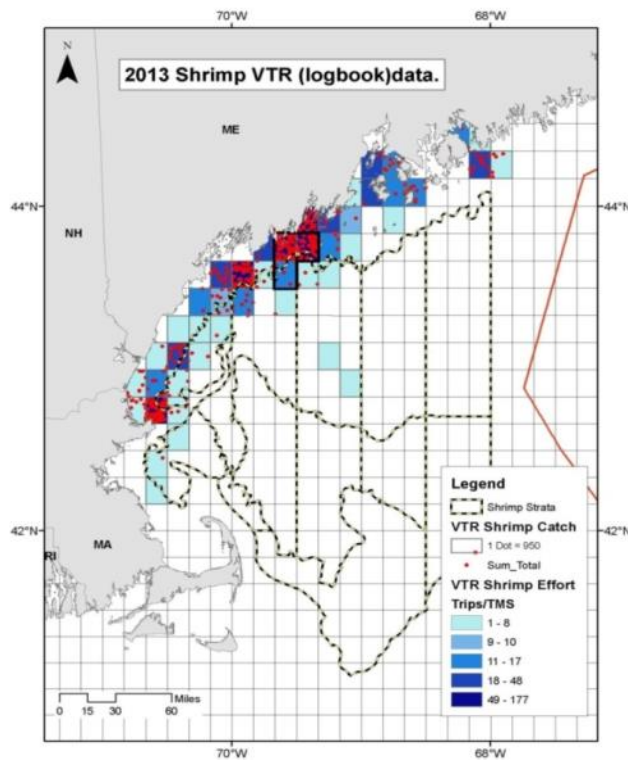 70°W
68°W
N
2013 Shrimp VTR (logbook)data.
ME
44°N
44°N
NH
42°N
42°N
MA
RI
Legend
Shrimp Strata
VTR Shrimp Catch
1 Dot = 950
Sum_Total
VTR Shrimp Effort
Trips/TMS
1 - 8
9 - 10
11 - 17
18 - 48
49 - 177
Miles
0 15 30 60
70°W
68°W